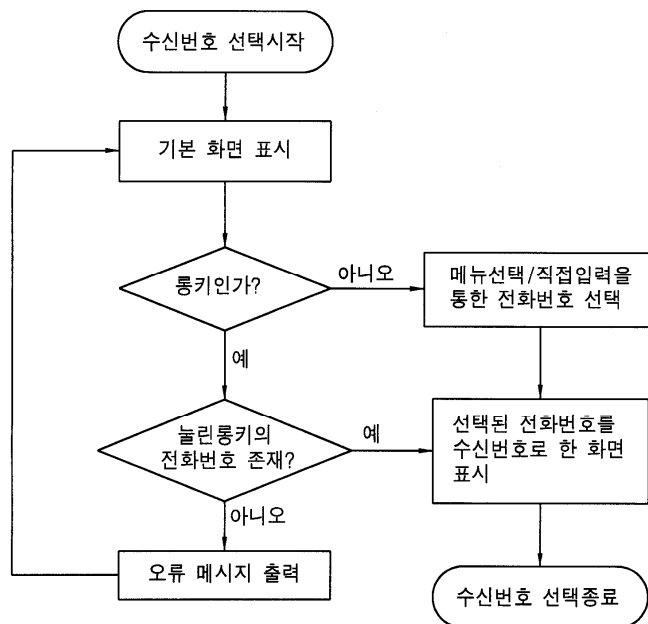 수신번호 선택시작
기본 화면 표시
롱키인가?
아니오
메뉴선택/직접입력을
통한 전화번호 선택
예
눌린롱키의
전화번호 존재?
예
선택된 전화번호를
수신번호로 한 화면
표시
아니오
오류 메시지 출력
수신번호 선택종료